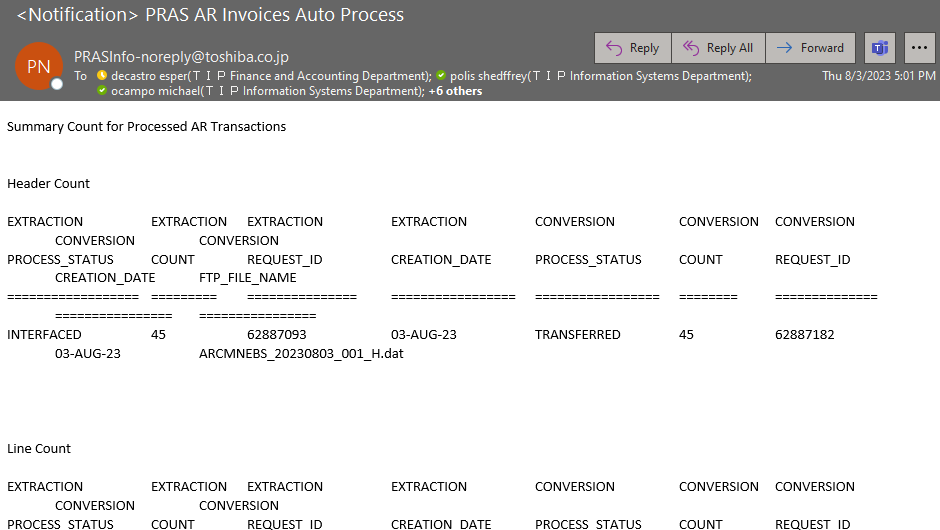 <Notification> PRAS AR Invoices Auto Process
PN
PRASInfo-noreply@toshiba.co.jp
Reply
Reply All
Forward
To decastro esper(ＴＩＰ Finance and Accounting Department); polis shedffrey(ＴＩＰ Information Systems Department);
Thu 8/3/2023 5:01 PM
ocampo michael(ＴＩＰ Information Systems Department); +6 others
Summary Count for Processed AR Transactions
Header Count
EXTRACTION EXTRACTION EXTRACTION EXTRACTION CONVERSION CONVERSION CONVERSION
CONVERSION CONVERSION
PROCESS_STATUS COUNT REQUEST_ID CREATION_DATE PROCESS_STATUS COUNT REQUEST_ID
CREATION_DATE FTP_FILE_NAME
================== ========= =============== ================= ================= ======== ==============
================ ================
INTERFACED 45 62887093 03-AUG-23 TRANSFERRED 45 62887182
03-AUG-23 ARCMNEBS_20230803_001_H.dat
Line Count
EXTRACTION EXTRACTION EXTRACTION EXTRACTION CONVERSION CONVERSION CONVERSION
CONVERSION CONVERSION
PROCESS_STATUS COUNT REQUEST_ID CREATION_DATE PROCESS_STATUS COUNT REQUEST_ID